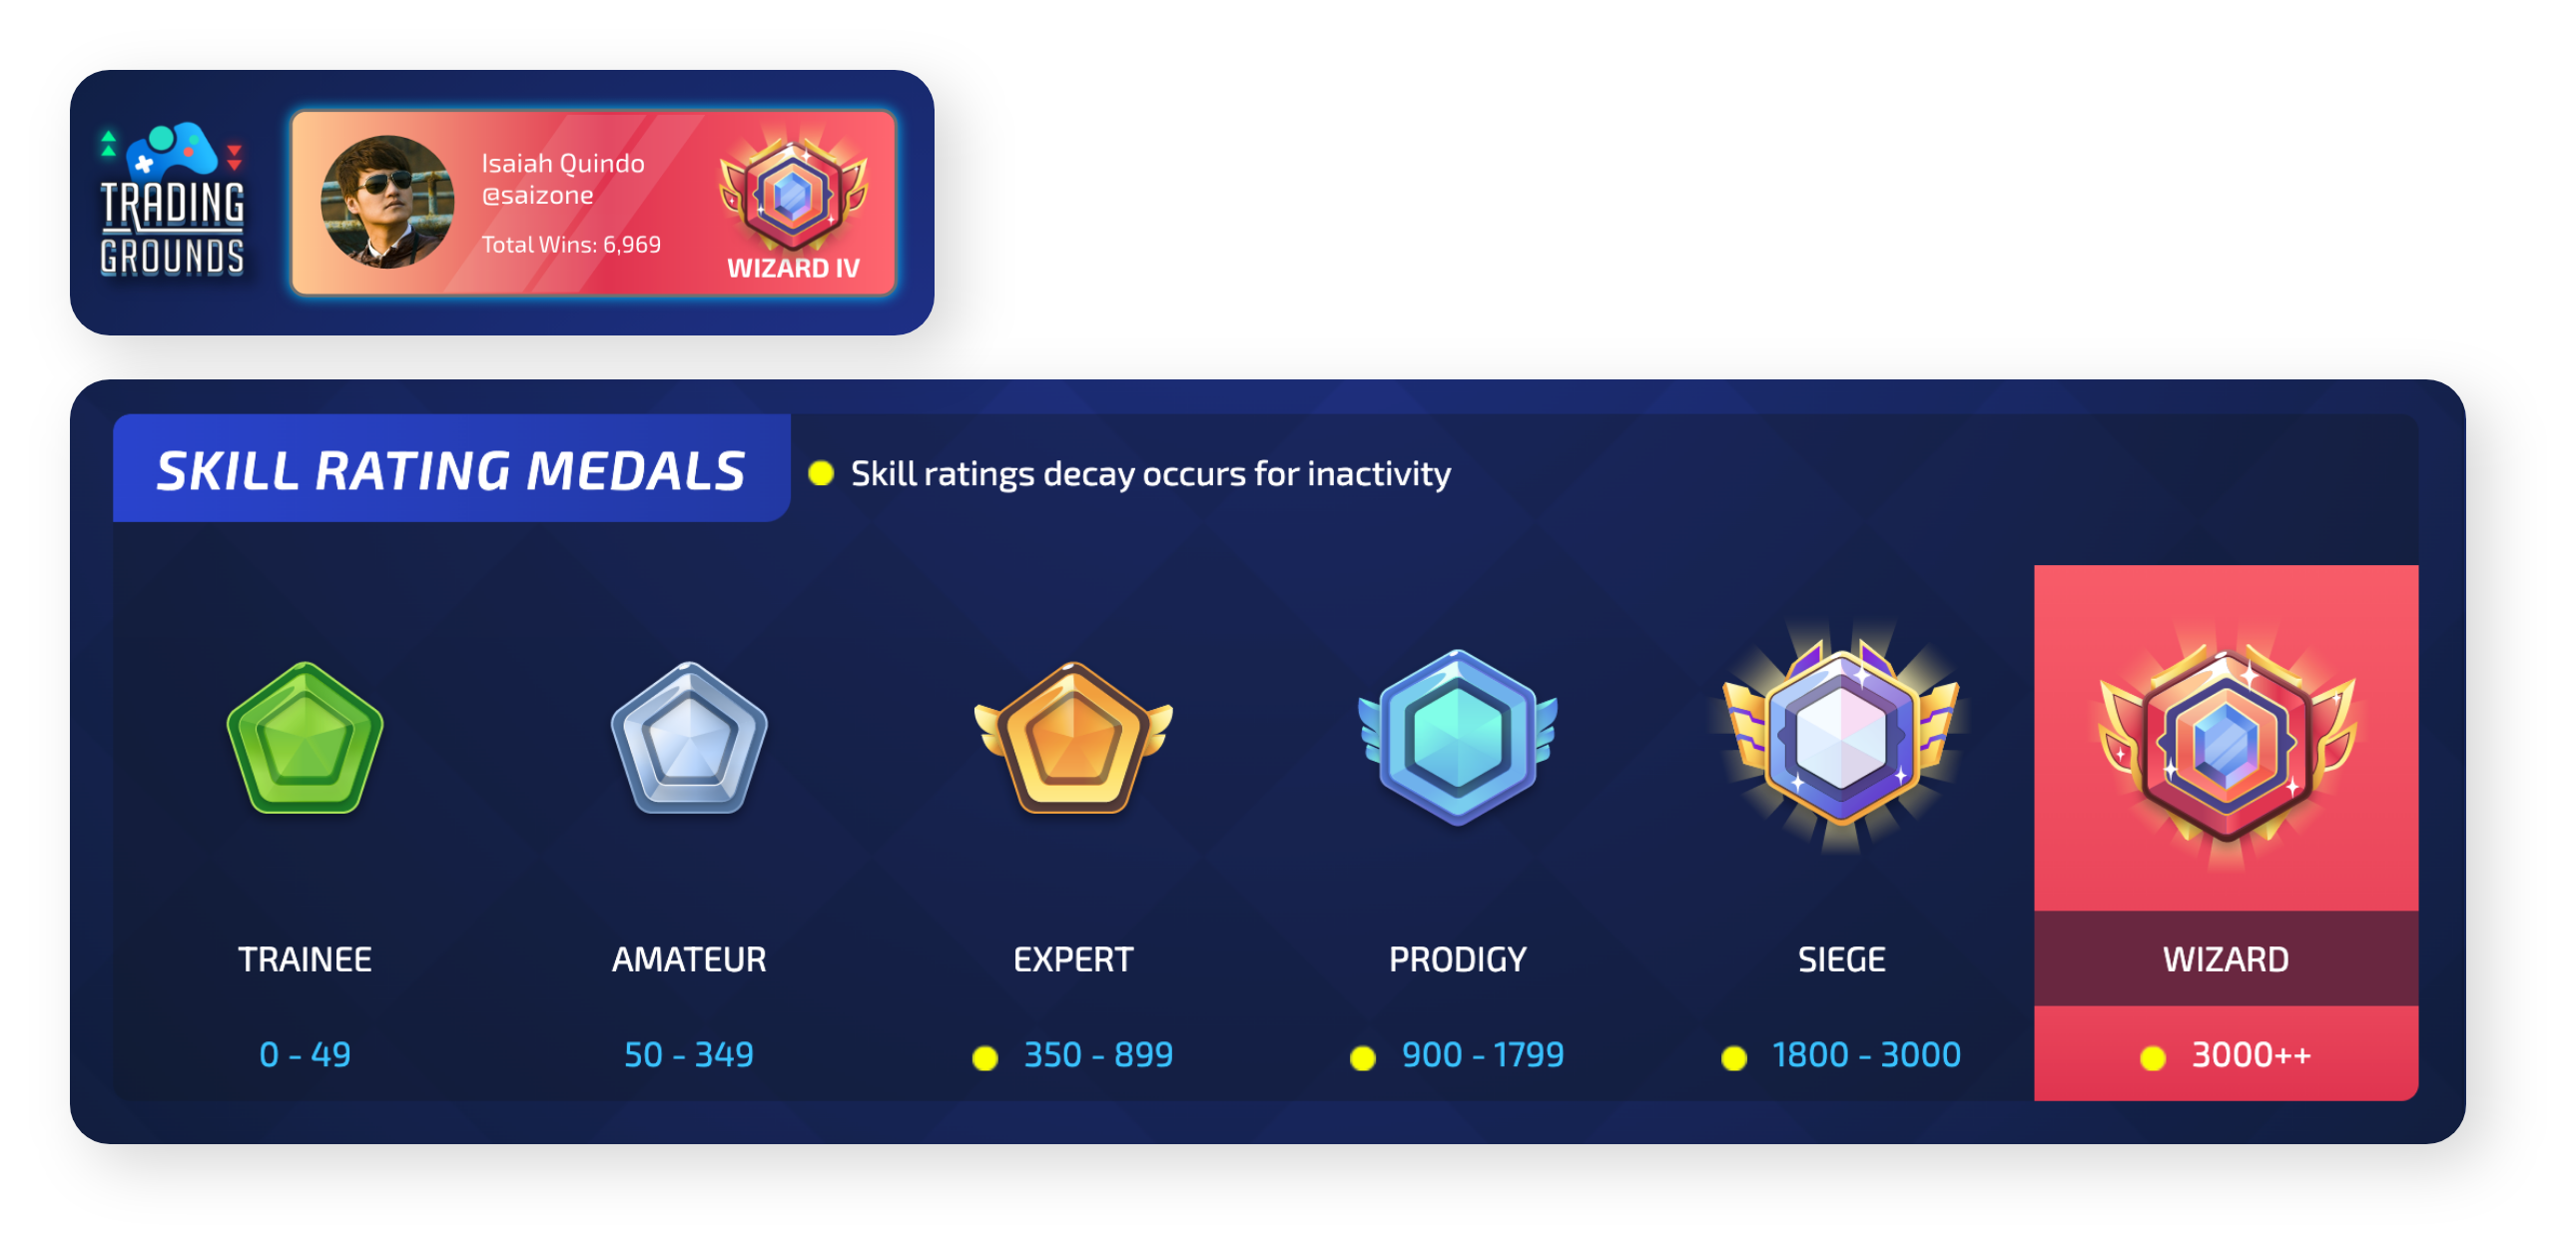 TRADING
GROUNDS
Isaiah Quindo
@saizone
Total Wins: 6,969
WIZARD IV
SKILL RATING MEDALS
Skill ratings decay occurs for inactivity
TRAINEE
AMATEUR
EXPERT
PRODIGY
SIEGE
WIZARD
0 - 49
50 - 349
350 - 899
900 - 1799
1800 - 3000
3000++